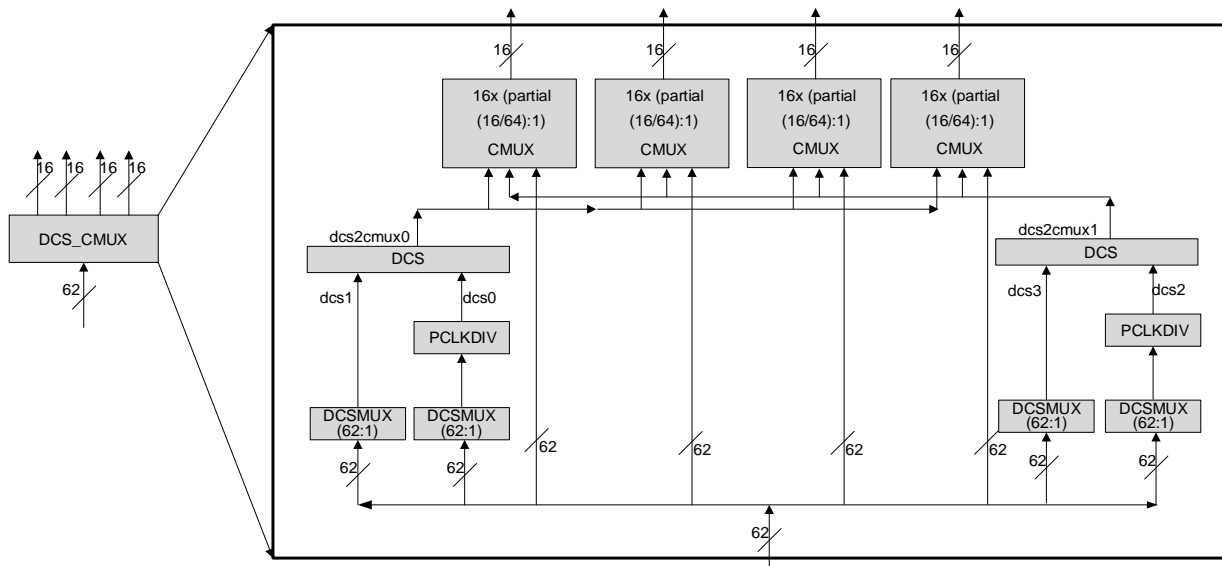 16 16 16 16
16x (partial
(16/64):1)
CMUX
16x (partial
(16/64):1)
CMUX
16x (partial
(16/64):1)
CMUX
16x (partial
(16/64):1)
CMUX
16 16 16 16
DCS_CMUX
62
dcs2cmux0
DCS
dcs2cmux1
DCS
dcs1
dcs0
dcs3
dcs2
PCLKDIV
PCLKDIV
DCSMUX
(62:1)
DCSMUX
(62:1)
DCSMUX
(62:1)
DCSMUX
(62:1)
62 62 62 62 62 62 62 62
62